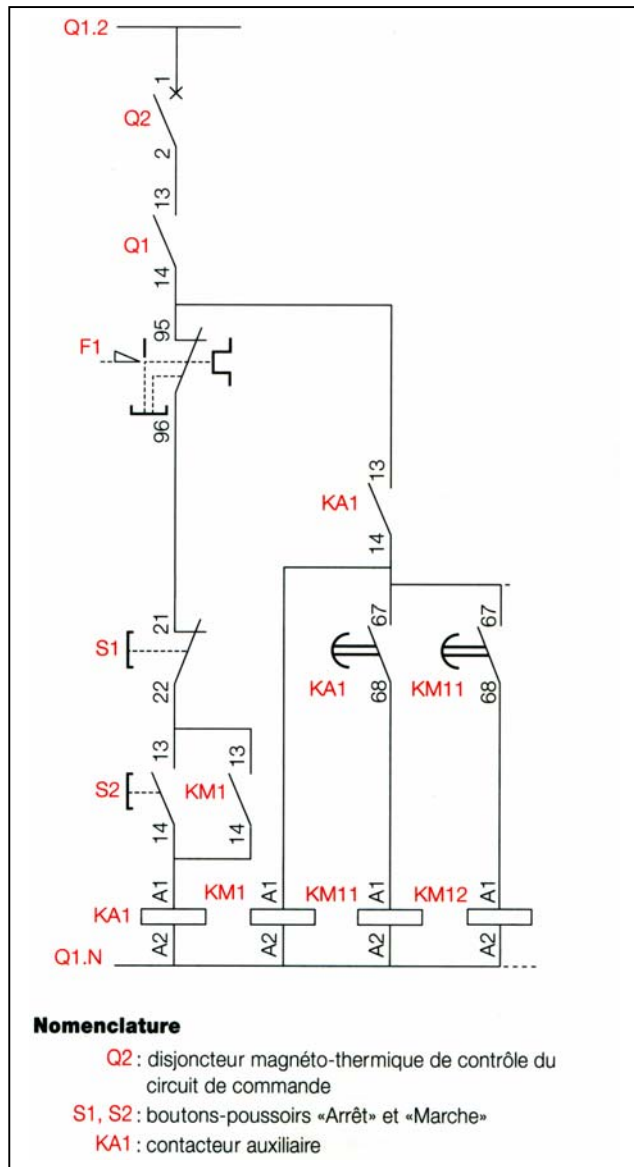 Q1.2
1
Q2
2
13
Q1
14
95
F1
96
13
KA1
14
21
S1
22
67
KA1
68
67
KM11
68
13
S2
14
13
KM1
14
KA1
A1
A2
KM1
A1
A2
KM11
A1
A2
KM12
A1
A2
Q1.N
Nomenclature
Q2 : disjoncteur magnéto-thermique de contrôle du
circuit de commande
S1, S2 : boutons-poussoirs «Arrêt» et «Marche»
KA1 : contacteur auxiliaire